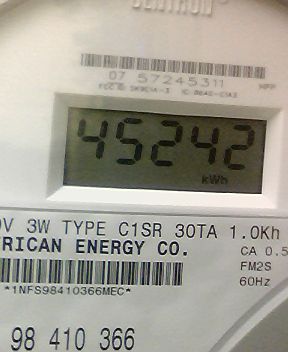 CENTRON
07 57245311
45242
kWh
0V 3W TYPE C1SR 30TA 1.0Kh
RICAN ENERGY CO.
CA 0.5
FM2S
*1NFS98410366MEC*
60Hz
98 410 366